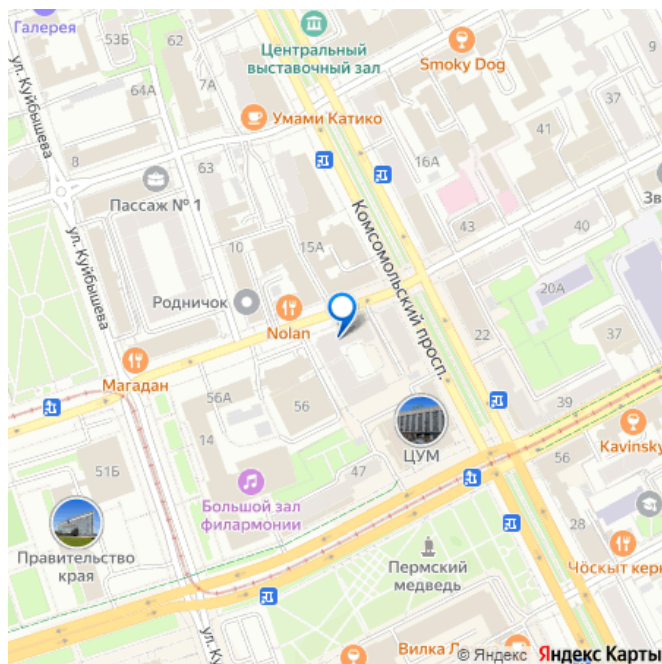 Галерея
53Б
62
Центральный
выставочный зал
Smoky Dog
9
7А
64А
37
Умами Катико
41
ул. Куйбышева
8
63
16А
Пассаж № 1
Комсомольский просп.
43
40
ул. Куйбышева
10
15А
20А
Родничок
Nolan
22
37
Магадан
56А
56
39
14
ЦУМ
Kavinsky
51Б
47
56
Большой зал
филармонии
28
Правительство
края
Пермский
медведь
Чöскыт керк
Вилка
© Яндекс Яндекс Карты